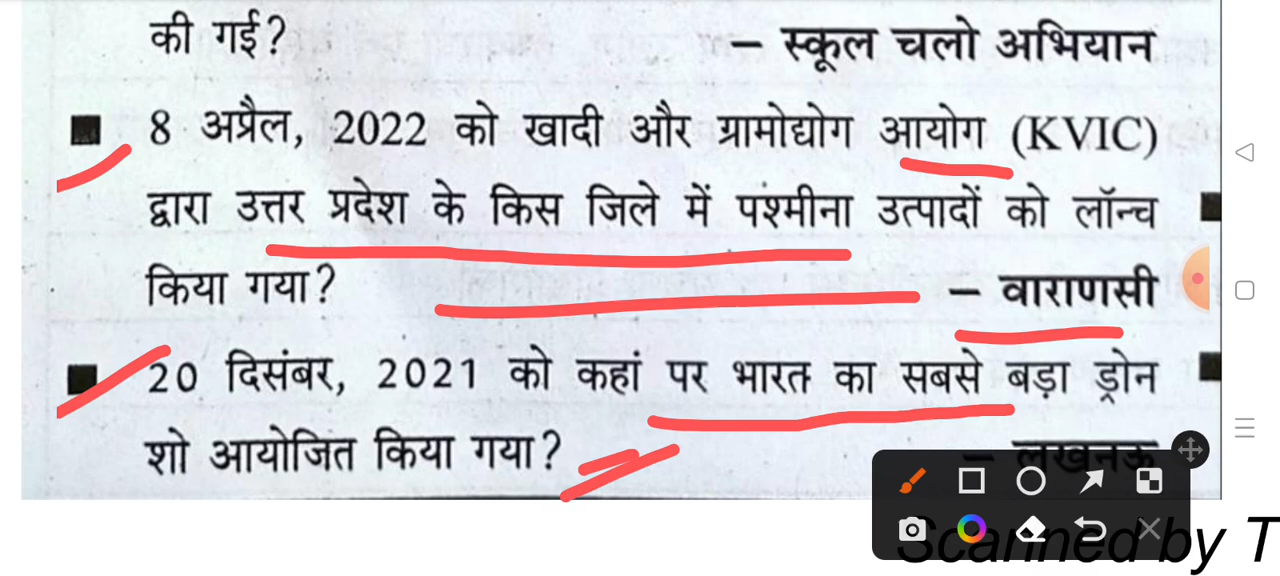 की गई? – स्कूल चलो अभियान
■ 8 अप्रैल, 2022 को खादी और ग्रामोद्योग आयोग (KVIC)
द्वारा उत्तर प्रदेश के किस जिले में पश्मीना उत्पादों को लॉन्च
किया गया? – वाराणसी
■ 20 दिसंबर, 2021 को कहां पर भारत का सबसे बड़ा ड्रोन
शो आयोजित किया गया? – लखनऊ
Scanned by T